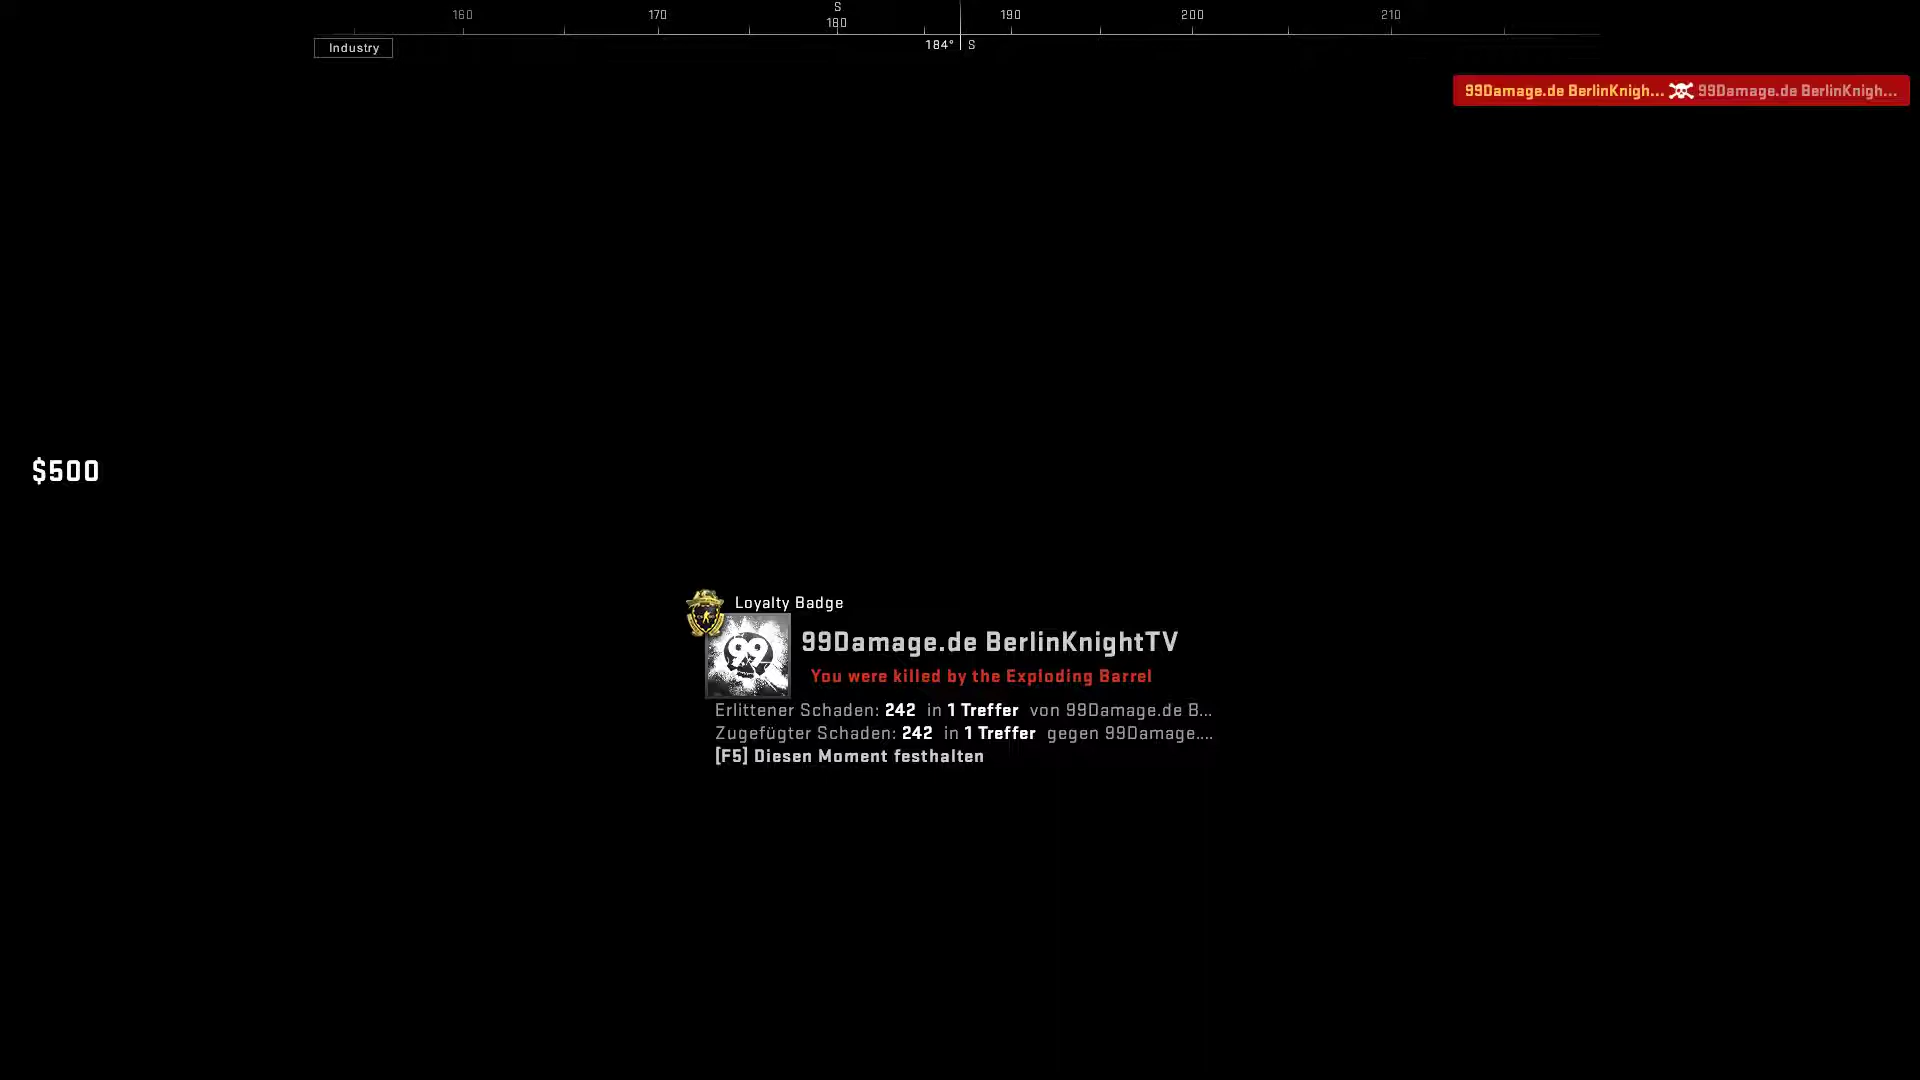 160 170 S 180 190 200 210
184° S
Industry
99Damage.de BerlinKnigh... 99Damage.de BerlinKnigh...
$500
Loyalty Badge
99
99Damage.de BerlinKnightTV
You were killed by the Exploding Barrel
Erlittener Schaden: 242 in 1 Treffer von 99Damage.de B...
Zugefügter Schaden: 242 in 1 Treffer gegen 99Damage....
[F5] Diesen Moment festhalten